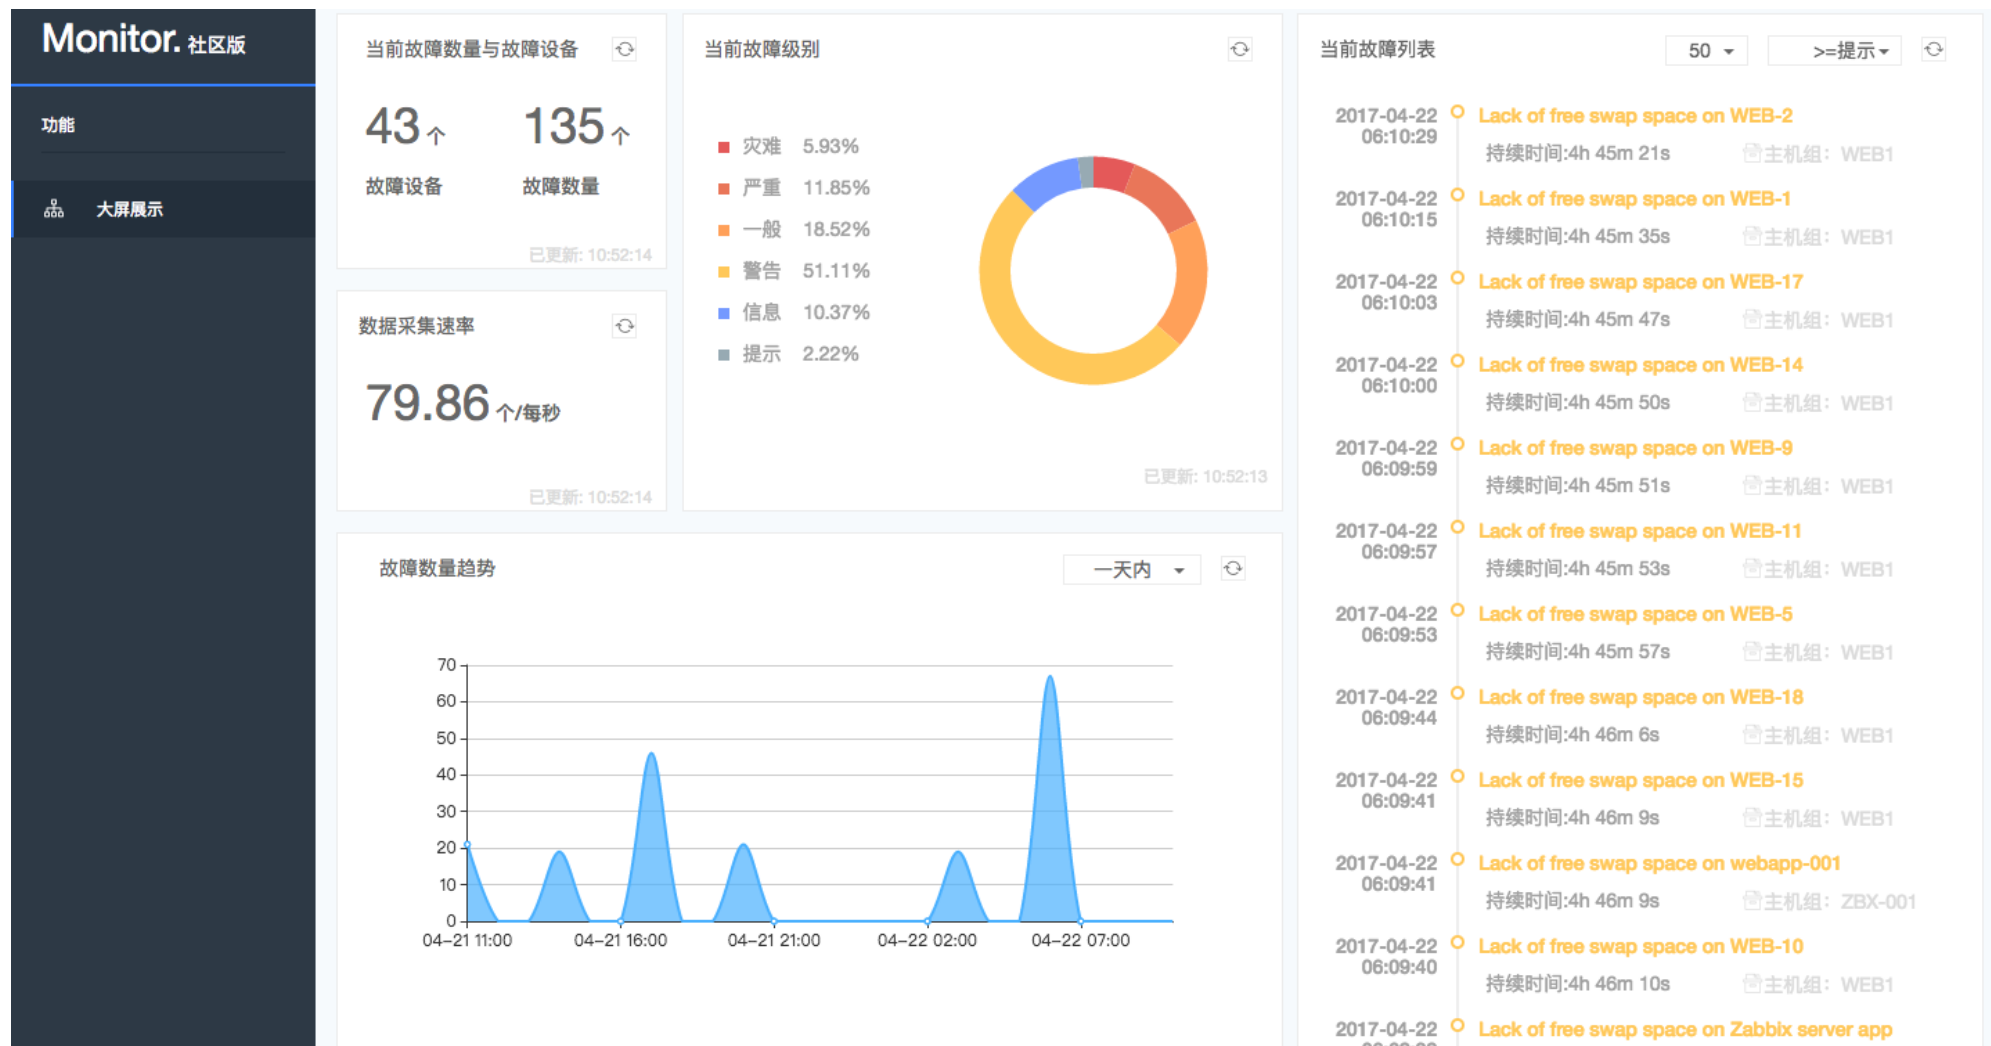 Monitor. 社区版
功能
大屏展示
当前故障数量与故障设备
43 个
135 个
故障设备
故障数量
已更新: 10:52:14
数据采集速率
79.86 个/每秒
已更新: 10:52:14
当前故障级别
灾难 5.93%
严重 11.85%
一般 18.52%
警告 51.11%
信息 10.37%
提示 2.22%
已更新: 10:52:13
故障数量趋势
一天内
70
60
50
40
30
20
10
0
04-21 11:00
04-21 16:00
04-21 21:00
04-22 02:00
04-22 07:00
当前故障列表
50
>=提示
2017-04-22 06:10:29
Lack of free swap space on WEB-2
持续时间:4h 45m 21s
主机组: WEB1
2017-04-22 06:10:15
Lack of free swap space on WEB-1
持续时间:4h 45m 35s
主机组: WEB1
2017-04-22 06:10:03
Lack of free swap space on WEB-17
持续时间:4h 45m 47s
主机组: WEB1
2017-04-22 06:10:00
Lack of free swap space on WEB-14
持续时间:4h 45m 50s
主机组: WEB1
2017-04-22 06:09:59
Lack of free swap space on WEB-9
持续时间:4h 45m 51s
主机组: WEB1
2017-04-22 06:09:57
Lack of free swap space on WEB-11
持续时间:4h 45m 53s
主机组: WEB1
2017-04-22 06:09:53
Lack of free swap space on WEB-5
持续时间:4h 45m 57s
主机组: WEB1
2017-04-22 06:09:44
Lack of free swap space on WEB-18
持续时间:4h 46m 6s
主机组: WEB1
2017-04-22 06:09:41
Lack of free swap space on WEB-15
持续时间:4h 46m 9s
主机组: WEB1
2017-04-22 06:09:41
Lack of free swap space on webapp-001
持续时间:4h 46m 9s
主机组: ZBX-001
2017-04-22 06:09:40
Lack of free swap space on WEB-10
持续时间:4h 46m 10s
主机组: WEB1
2017-04-22
Lack of free swap space on Zabbix server app